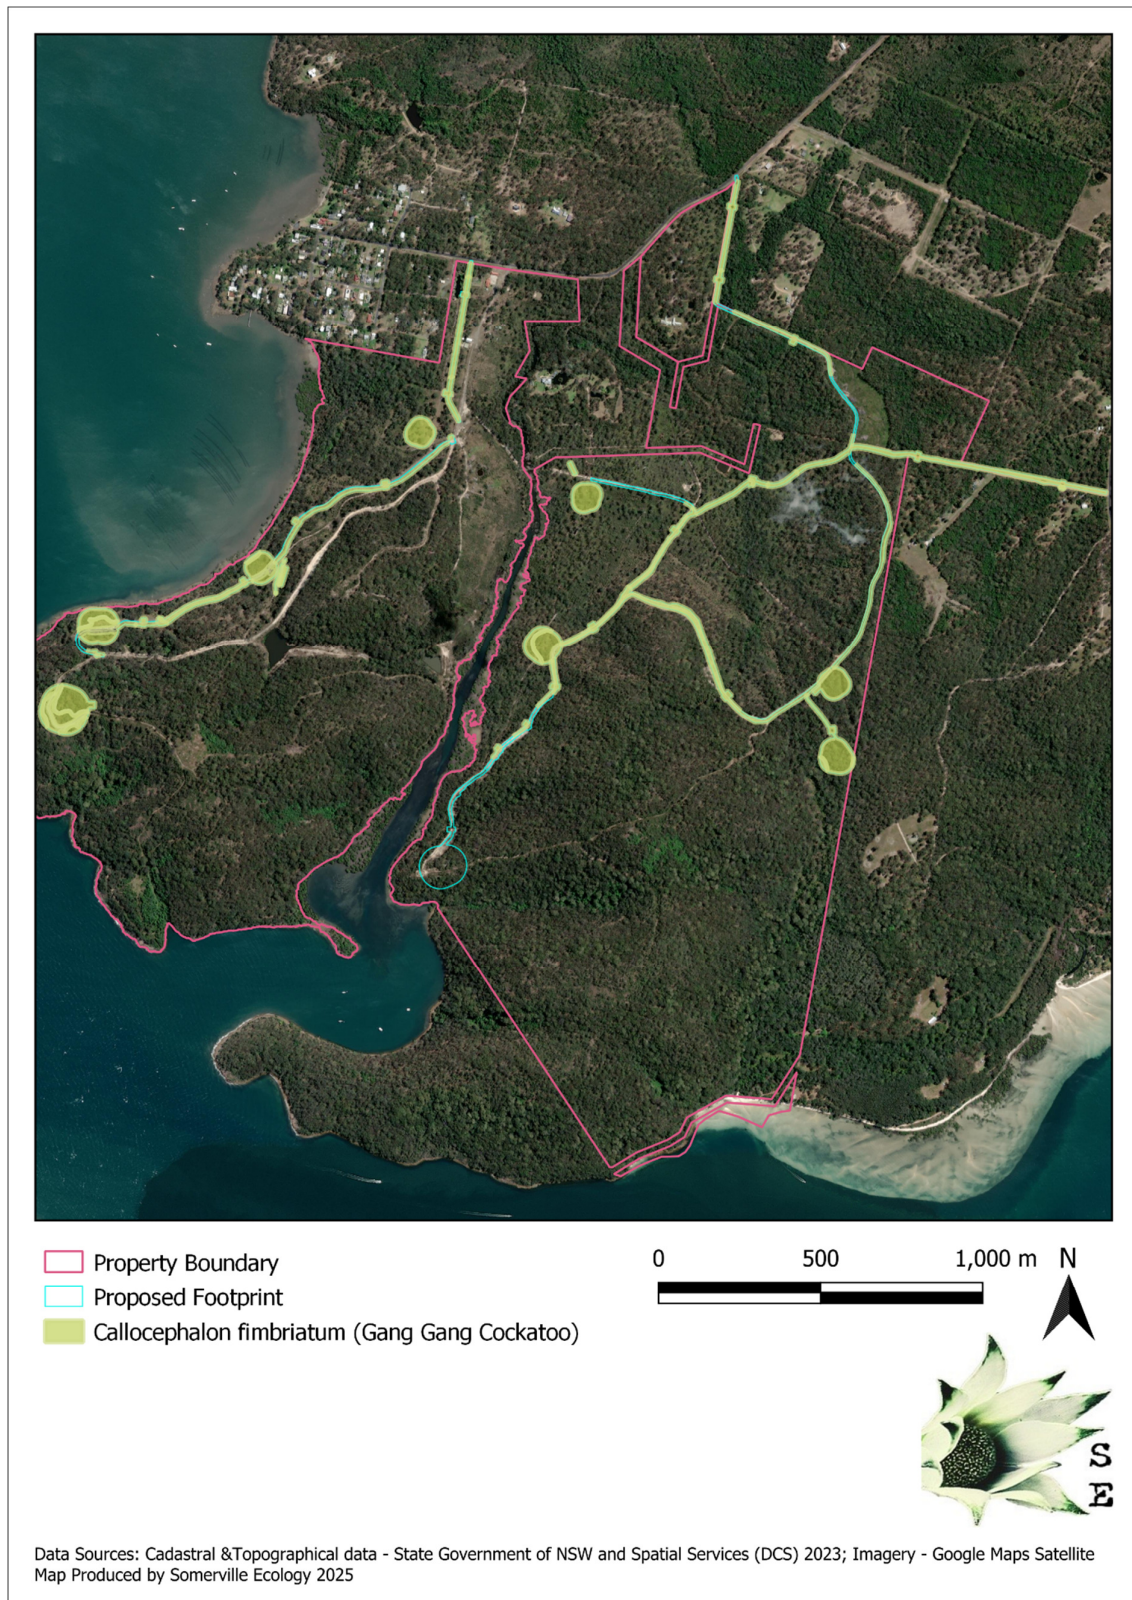 Property Boundary
Proposed Footprint
Callocephalon fimbriatum (Gang Gang Cockatoo)
0 500 1,000 m N
S
E
Data Sources: Cadastral &Topographical data - State Government of NSW and Spatial Services (DCS) 2023; Imagery - Google Maps Satellite
Map Produced by Somerville Ecology 2025